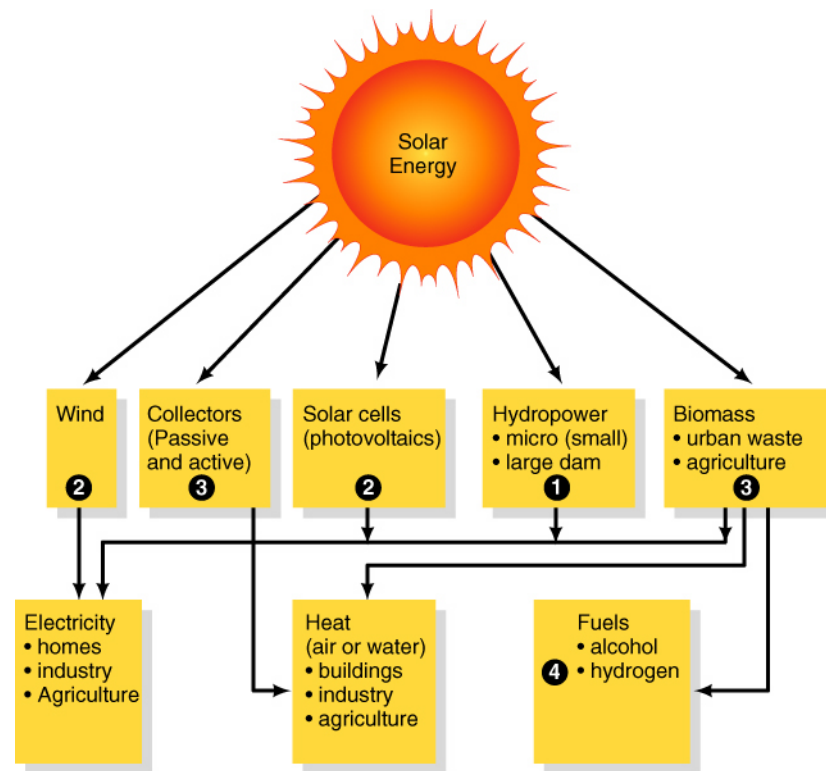 Solar
Energy
Wind
2
Collectors
(Passive
and active)
3
Solar cells
(photovoltaics)
2
Hydropower
• micro (small)
• large dam
1
Biomass
• urban waste
• agriculture
3
Electricity
• homes
• industry
• Agriculture
Heat
(air or water)
• buildings
• industry
• agriculture
Fuels
• alcohol
4 • hydrogen